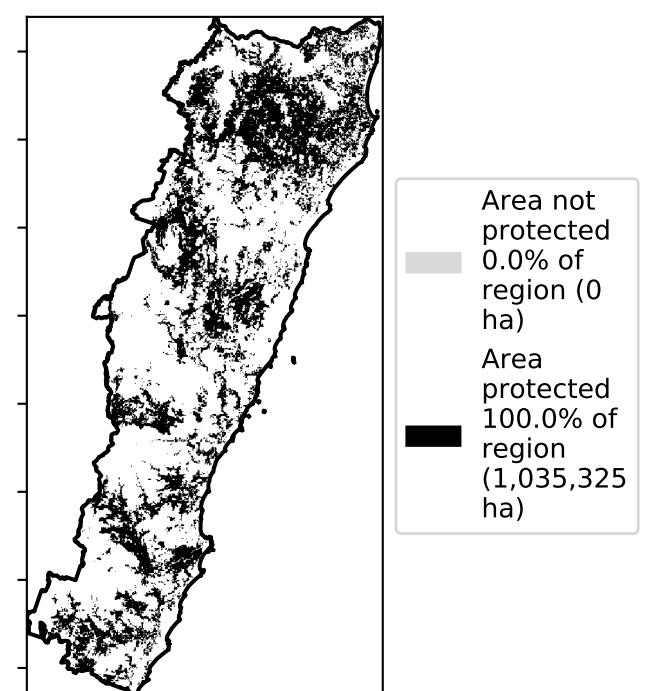 Area not
protected
0.0% of
region (0
ha)
Area
protected
100.0% of
region
(1,035,325
ha)